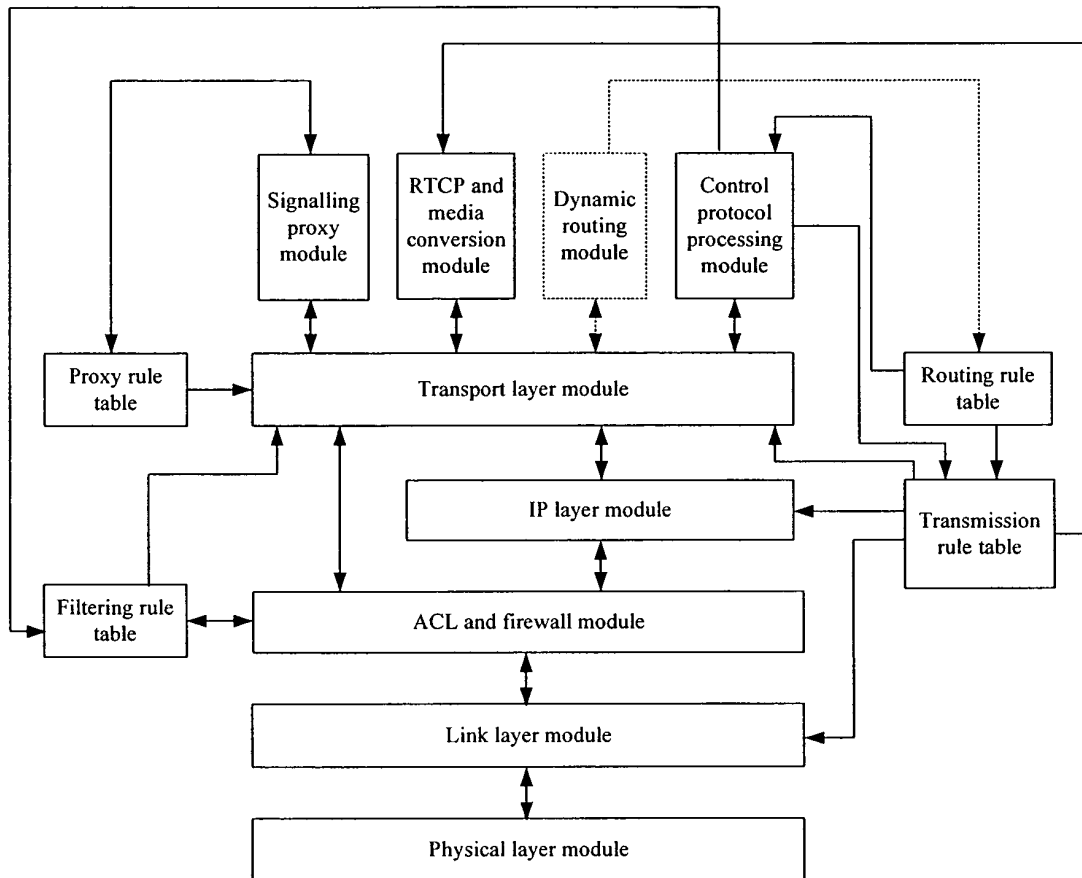 Signalling
proxy
module
RTCP and
media
conversion
module
Dynamic
routing
module
Control
protocol
processing
module
Proxy rule
table
Transport layer module
Routing rule
table
IP layer module
Transmission
rule table
Filtering rule
table
ACL and firewall module
Link layer module
Physical layer module